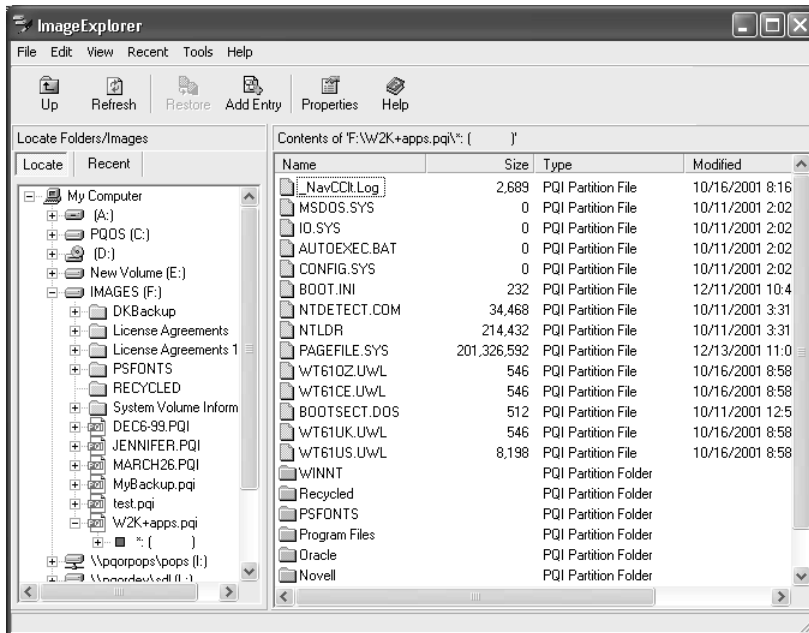 ImageExplorer
File Edit View Recent Tools Help
Up Refresh Restore Add Entry Properties Help
Locate Folders/Images
Locate Recent
My Computer
(A:)
PQOS (C:)
(D:)
New Volume (E:)
IMAGES (F:)
DKBackup
License Agreements
License Agreements 1
PSFONTS
RECYCLED
System Volume Inform
DEC6-99.PQI
JENNIFER.PQI
MARCH26.PQI
MyBackup.pqi
test.pqi
W2K+apps.pqi
*: ( )
\\pqorpops\pops (I:)
Contents of 'F:\W2K+apps.pqi\*: ( )'
Name Size Type Modified
_NavCClt.Log 2,689 PQI Partition File 10/16/2001 8:16
MSDOS.SYS 0 PQI Partition File 10/11/2001 2:02
IO.SYS 0 PQI Partition File 10/11/2001 2:02
AUTOEXEC.BAT 0 PQI Partition File 10/11/2001 2:02
CONFIG.SYS 0 PQI Partition File 10/11/2001 2:02
BOOT.INI 232 PQI Partition File 12/11/2001 10:4
NTDETECT.COM 34,468 PQI Partition File 10/11/2001 3:31
NTLDR 214,432 PQI Partition File 10/11/2001 3:31
PAGEFILE.SYS 201,326,592 PQI Partition File 12/13/2001 11:0
WT61OZ.UWL 546 PQI Partition File 10/16/2001 8:58
WT61CE.UWL 546 PQI Partition File 10/16/2001 8:58
BOOTSECT.DOS 512 PQI Partition File 10/11/2001 12:5
WT61UK.UWL 546 PQI Partition File 10/16/2001 8:58
WT61US.UWL 8,198 PQI Partition File 10/16/2001 8:58
WINNT PQI Partition Folder
Recycled PQI Partition Folder
PSFONTS PQI Partition Folder
Program Files PQI Partition Folder
Oracle PQI Partition Folder
Novell PQI Partition Folder